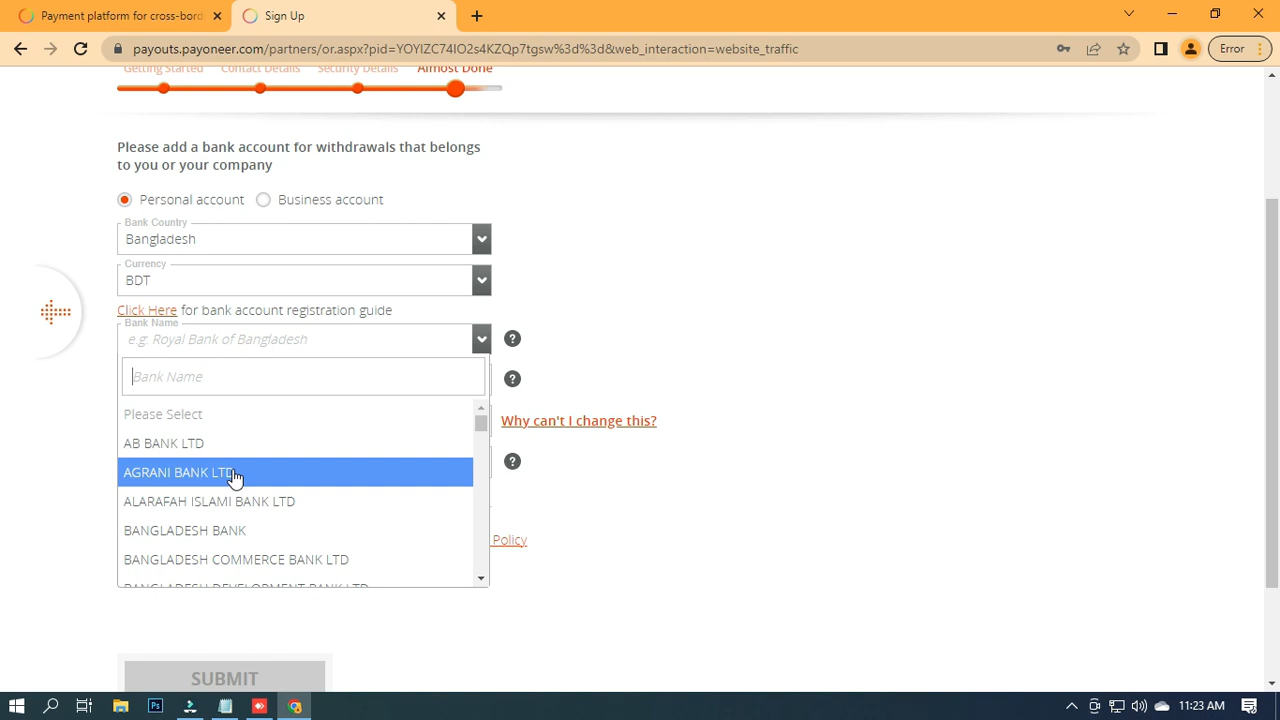 Payment platform for cross-bord
Sign Up
payouts.payoneer.com/partners/or.aspx?pid=YOYIZC74IO2s4KZQp7tgsw%3d%3d&web_interaction=website_traffic
Error
Getting Started Contact Details Security Details Almost Done
Please add a bank account for withdrawals that belongs
to you or your company
Personal account Business account
Bank Country
Bangladesh
Currency
BDT
Click Here for bank account registration guide
Bank Name
e.g: Royal Bank of Bangladesh
Bank Name
Please Select
Why can't I change this?
AB BANK LTD
AGRANI BANK LTD
ALARAFAH ISLAMI BANK LTD
BANGLADESH BANK
Policy
BANGLADESH COMMERCE BANK LTD
BANGLADESH DEVELOPMENT BANK LTD
SUBMIT
11:23 AM